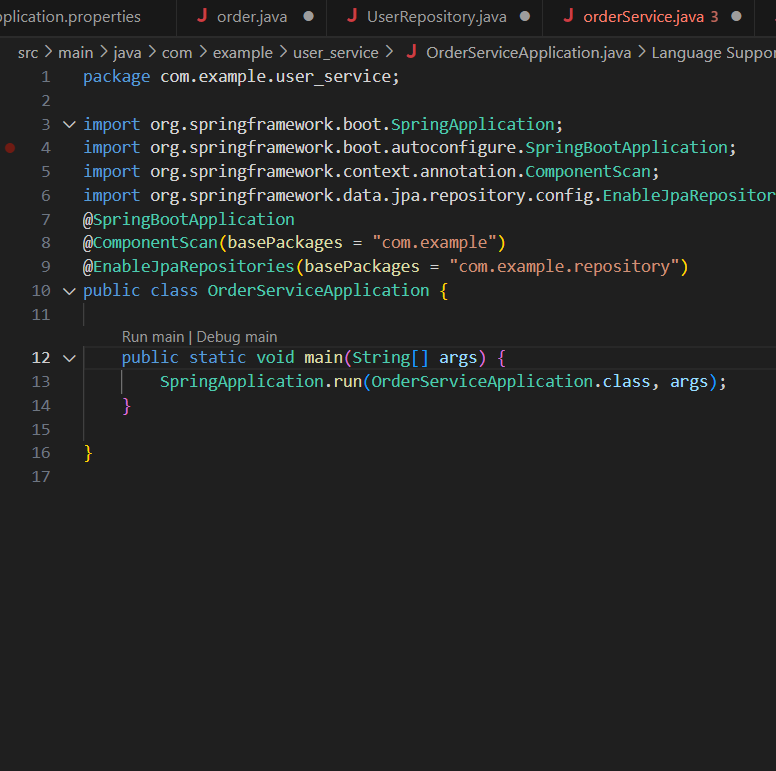 plication.properties J order.java J UserRepository.java J orderService.java 3
src > main > java > com > example > user_service > J OrderServiceApplication.java > Language Suppor
1 package com.example.user_service;
2
3 import org.springframework.boot.SpringApplication;
4 import org.springframework.boot.autoconfigure.SpringBootApplication;
5 import org.springframework.context.annotation.ComponentScan;
6 import org.springframework.data.jpa.repository.config.EnableJpaRepositor
7 @SpringBootApplication
8 @ComponentScan(basePackages = "com.example")
9 @EnableJpaRepositories(basePackages = "com.example.repository")
10 public class OrderServiceApplication {
11
Run main | Debug main
12 public static void main(String[] args) {
13 SpringApplication.run(OrderServiceApplication.class, args);
14 }
15
16 }
17